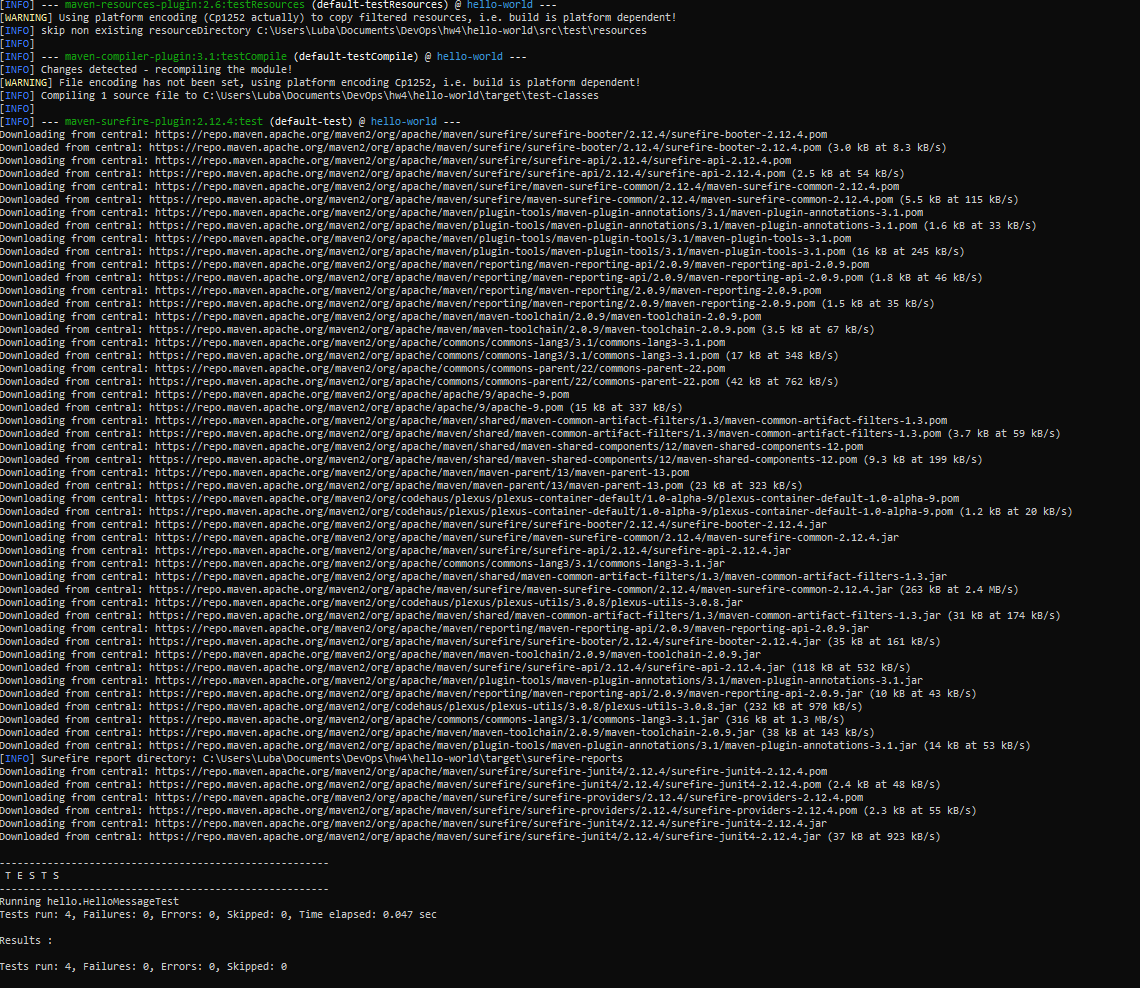 [INFO] --- maven-resources-plugin:2.6:testResources (default-testResources) @ hello-world ---
[WARNING] Using platform encoding (Cp1252 actually) to copy filtered resources, i.e. build is platform dependent!
[INFO] skip non existing resourceDirectory C:\Users\Luba\Documents\DevOps\hw4\hello-world\src\test\resources
[INFO]
[INFO] --- maven-compiler-plugin:3.1:testCompile (default-testCompile) @ hello-world ---
[INFO] Changes detected - recompiling the module!
[WARNING] File encoding has not been set, using platform encoding Cp1252, i.e. build is platform dependent!
[INFO] Compiling 1 source file to C:\Users\Luba\Documents\DevOps\hw4\hello-world\target\test-classes
[INFO]
[INFO] --- maven-surefire-plugin:2.12.4:test (default-test) @ hello-world ---
Downloading from central: https://repo.maven.apache.org/maven2/org/apache/maven/surefire/surefire-booter/2.12.4/surefire-booter-2.12.4.pom
Downloaded from central: https://repo.maven.apache.org/maven2/org/apache/maven/surefire/surefire-booter/2.12.4/surefire-booter-2.12.4.pom (3.0 kB at 8.3 kB/s)
Downloading from central: https://repo.maven.apache.org/maven2/org/apache/maven/surefire/surefire-api/2.12.4/surefire-api-2.12.4.pom
Downloaded from central: https://repo.maven.apache.org/maven2/org/apache/maven/surefire/surefire-api/2.12.4/surefire-api-2.12.4.pom (2.5 kB at 54 kB/s)
Downloading from central: https://repo.maven.apache.org/maven2/org/apache/maven/surefire/maven-surefire-common/2.12.4/maven-surefire-common-2.12.4.pom
Downloaded from central: https://repo.maven.apache.org/maven2/org/apache/maven/surefire/maven-surefire-common/2.12.4/maven-surefire-common-2.12.4.pom (5.5 kB at 115 kB/s)
Downloading from central: https://repo.maven.apache.org/maven2/org/apache/maven/plugin-tools/maven-plugin-annotations/3.1/maven-plugin-annotations-3.1.pom
Downloaded from central: https://repo.maven.apache.org/maven2/org/apache/maven/plugin-tools/maven-plugin-annotations/3.1/maven-plugin-annotations-3.1.pom (1.6 kB at 33 kB/s)
Downloading from central: https://repo.maven.apache.org/maven2/org/apache/maven/plugin-tools/maven-plugin-tools/3.1/maven-plugin-tools-3.1.pom
Downloaded from central: https://repo.maven.apache.org/maven2/org/apache/maven/plugin-tools/maven-plugin-tools/3.1/maven-plugin-tools-3.1.pom (16 kB at 245 kB/s)
Downloading from central: https://repo.maven.apache.org/maven2/org/apache/maven/reporting/maven-reporting-api/2.0.9/maven-reporting-api-2.0.9.pom
Downloaded from central: https://repo.maven.apache.org/maven2/org/apache/maven/reporting/maven-reporting-api/2.0.9/maven-reporting-api-2.0.9.pom (1.8 kB at 46 kB/s)
Downloading from central: https://repo.maven.apache.org/maven2/org/apache/maven/reporting/maven-reporting/2.0.9/maven-reporting-2.0.9.pom
Downloaded from central: https://repo.maven.apache.org/maven2/org/apache/maven/reporting/maven-reporting/2.0.9/maven-reporting-2.0.9.pom (1.5 kB at 35 kB/s)
Downloading from central: https://repo.maven.apache.org/maven2/org/apache/maven/maven-toolchain/2.0.9/maven-toolchain-2.0.9.pom
Downloaded from central: https://repo.maven.apache.org/maven2/org/apache/maven/maven-toolchain/2.0.9/maven-toolchain-2.0.9.pom (3.5 kB at 67 kB/s)
Downloading from central: https://repo.maven.apache.org/maven2/org/apache/commons/commons-lang3/3.1/commons-lang3-3.1.pom
Downloaded from central: https://repo.maven.apache.org/maven2/org/apache/commons/commons-lang3/3.1/commons-lang3-3.1.pom (17 kB at 348 kB/s)
Downloading from central: https://repo.maven.apache.org/maven2/org/apache/commons/commons-parent/22/commons-parent-22.pom
Downloaded from central: https://repo.maven.apache.org/maven2/org/apache/commons/commons-parent/22/commons-parent-22.pom (42 kB at 762 kB/s)
Downloading from central: https://repo.maven.apache.org/maven2/org/apache/apache/9/apache-9.pom
Downloaded from central: https://repo.maven.apache.org/maven2/org/apache/apache/9/apache-9.pom (15 kB at 337 kB/s)
Downloading from central: https://repo.maven.apache.org/maven2/org/apache/maven/shared/maven-common-artifact-filters/1.3/maven-common-artifact-filters-1.3.pom
Downloaded from central: https://repo.maven.apache.org/maven2/org/apache/maven/shared/maven-common-artifact-filters/1.3/maven-common-artifact-filters-1.3.pom (3.7 kB at 59 kB/s)
Downloading from central: https://repo.maven.apache.org/maven2/org/apache/maven/shared/maven-shared-components/12/maven-shared-components-12.pom
Downloaded from central: https://repo.maven.apache.org/maven2/org/apache/maven/shared/maven-shared-components/12/maven-shared-components-12.pom (9.3 kB at 199 kB/s)
Downloading from central: https://repo.maven.apache.org/maven2/org/apache/maven/maven-parent/13/maven-parent-13.pom
Downloaded from central: https://repo.maven.apache.org/maven2/org/apache/maven/maven-parent/13/maven-parent-13.pom (23 kB at 323 kB/s)
Downloading from central: https://repo.maven.apache.org/maven2/org/codehaus/plexus/plexus-container-default/1.0-alpha-9/plexus-container-default-1.0-alpha-9.pom
Downloaded from central: https://repo.maven.apache.org/maven2/org/codehaus/plexus/plexus-container-default/1.0-alpha-9/plexus-container-default-1.0-alpha-9.pom (1.2 kB at 20 kB/s)
Downloading from central: https://repo.maven.apache.org/maven2/org/apache/maven/surefire/surefire-booter/2.12.4/surefire-booter-2.12.4.jar
Downloading from central: https://repo.maven.apache.org/maven2/org/apache/maven/surefire/maven-surefire-common/2.12.4/maven-surefire-common-2.12.4.jar
Downloading from central: https://repo.maven.apache.org/maven2/org/apache/maven/surefire/surefire-api/2.12.4/surefire-api-2.12.4.jar
Downloading from central: https://repo.maven.apache.org/maven2/org/apache/commons/commons-lang3/3.1/commons-lang3-3.1.jar
Downloading from central: https://repo.maven.apache.org/maven2/org/apache/maven/shared/maven-common-artifact-filters/1.3/maven-common-artifact-filters-1.3.jar
Downloaded from central: https://repo.maven.apache.org/maven2/org/apache/maven/surefire/maven-surefire-common/2.12.4/maven-surefire-common-2.12.4.jar (263 kB at 2.4 MB/s)
Downloading from central: https://repo.maven.apache.org/maven2/org/codehaus/plexus/plexus-utils/3.0.8/plexus-utils-3.0.8.jar
Downloaded from central: https://repo.maven.apache.org/maven2/org/apache/maven/shared/maven-common-artifact-filters/1.3/maven-common-artifact-filters-1.3.jar (31 kB at 174 kB/s)
Downloading from central: https://repo.maven.apache.org/maven2/org/apache/maven/reporting/maven-reporting-api/2.0.9/maven-reporting-api-2.0.9.jar
Downloaded from central: https://repo.maven.apache.org/maven2/org/apache/maven/surefire/surefire-booter/2.12.4/surefire-booter-2.12.4.jar (35 kB at 161 kB/s)
Downloading from central: https://repo.maven.apache.org/maven2/org/apache/maven/maven-toolchain/2.0.9/maven-toolchain-2.0.9.jar
Downloaded from central: https://repo.maven.apache.org/maven2/org/apache/maven/surefire/surefire-api/2.12.4/surefire-api-2.12.4.jar (118 kB at 532 kB/s)
Downloading from central: https://repo.maven.apache.org/maven2/org/apache/maven/plugin-tools/maven-plugin-annotations/3.1/maven-plugin-annotations-3.1.jar
Downloaded from central: https://repo.maven.apache.org/maven2/org/apache/maven/reporting/maven-reporting-api/2.0.9/maven-reporting-api-2.0.9.jar (10 kB at 43 kB/s)
Downloaded from central: https://repo.maven.apache.org/maven2/org/codehaus/plexus/plexus-utils/3.0.8/plexus-utils-3.0.8.jar (232 kB at 970 kB/s)
Downloaded from central: https://repo.maven.apache.org/maven2/org/apache/commons/commons-lang3/3.1/commons-lang3-3.1.jar (316 kB at 1.3 MB/s)
Downloaded from central: https://repo.maven.apache.org/maven2/org/apache/maven/maven-toolchain/2.0.9/maven-toolchain-2.0.9.jar (38 kB at 143 kB/s)
Downloaded from central: https://repo.maven.apache.org/maven2/org/apache/maven/plugin-tools/maven-plugin-annotations/3.1/maven-plugin-annotations-3.1.jar (14 kB at 53 kB/s)
[INFO] Surefire report directory: C:\Users\Luba\Documents\DevOps\hw4\hello-world\target\surefire-reports
Downloading from central: https://repo.maven.apache.org/maven2/org/apache/maven/surefire/surefire-junit4/2.12.4/surefire-junit4-2.12.4.pom
Downloaded from central: https://repo.maven.apache.org/maven2/org/apache/maven/surefire/surefire-junit4/2.12.4/surefire-junit4-2.12.4.pom (2.4 kB at 48 kB/s)
Downloading from central: https://repo.maven.apache.org/maven2/org/apache/maven/surefire/surefire-providers/2.12.4/surefire-providers-2.12.4.pom
Downloaded from central: https://repo.maven.apache.org/maven2/org/apache/maven/surefire/surefire-providers/2.12.4/surefire-providers-2.12.4.pom (2.3 kB at 55 kB/s)
Downloading from central: https://repo.maven.apache.org/maven2/org/apache/maven/surefire/surefire-junit4/2.12.4/surefire-junit4-2.12.4.jar
Downloaded from central: https://repo.maven.apache.org/maven2/org/apache/maven/surefire/surefire-junit4/2.12.4/surefire-junit4-2.12.4.jar (37 kB at 923 kB/s)
-------------------------------------------------------
T E S T S
-------------------------------------------------------
Running hello.HelloMessageTest
Tests run: 4, Failures: 0, Errors: 0, Skipped: 0, Time elapsed: 0.047 sec
Results :
Tests run: 4, Failures: 0, Errors: 0, Skipped: 0